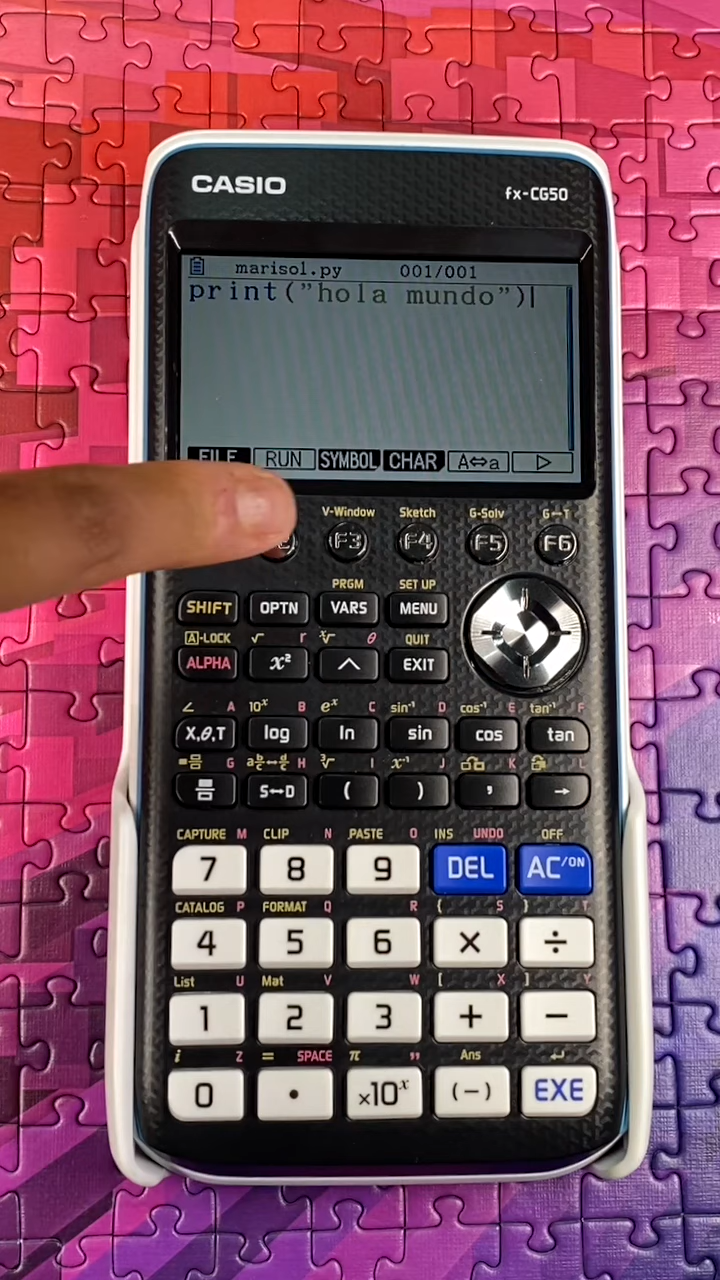 CASIO
fx-CG50
marisol.py 001/001
print("hola mundo")
FILE RUN SYMBOL CHAR A⇔a ▷
V-Window Sketch G-Solv G↔T
F3 F4 F5 F6
PRGM SET UP
SHIFT OPTN VARS MENU
A-LOCK √ r ˣ√ θ QUIT
ALPHA x² ^ EXIT
∠ A 10ˣ B eˣ C sin⁻¹ D cos⁻¹ E tan⁻¹ F
X,θ,T log ln sin cos tan
G a b/c↔d/c H ³√ I x⁻¹ J K L
S↔D ( ) , →
CAPTURE M CLIP N PASTE O INS UNDO OFF
7 8 9 DEL AC/ON
CATALOG P FORMAT Q R { S } T
4 5 6 × ÷
List U Mat V W [ X ] Y
1 2 3 + −
i Z = SPACE π " Ans ↵
0 • ×10ˣ (−) EXE